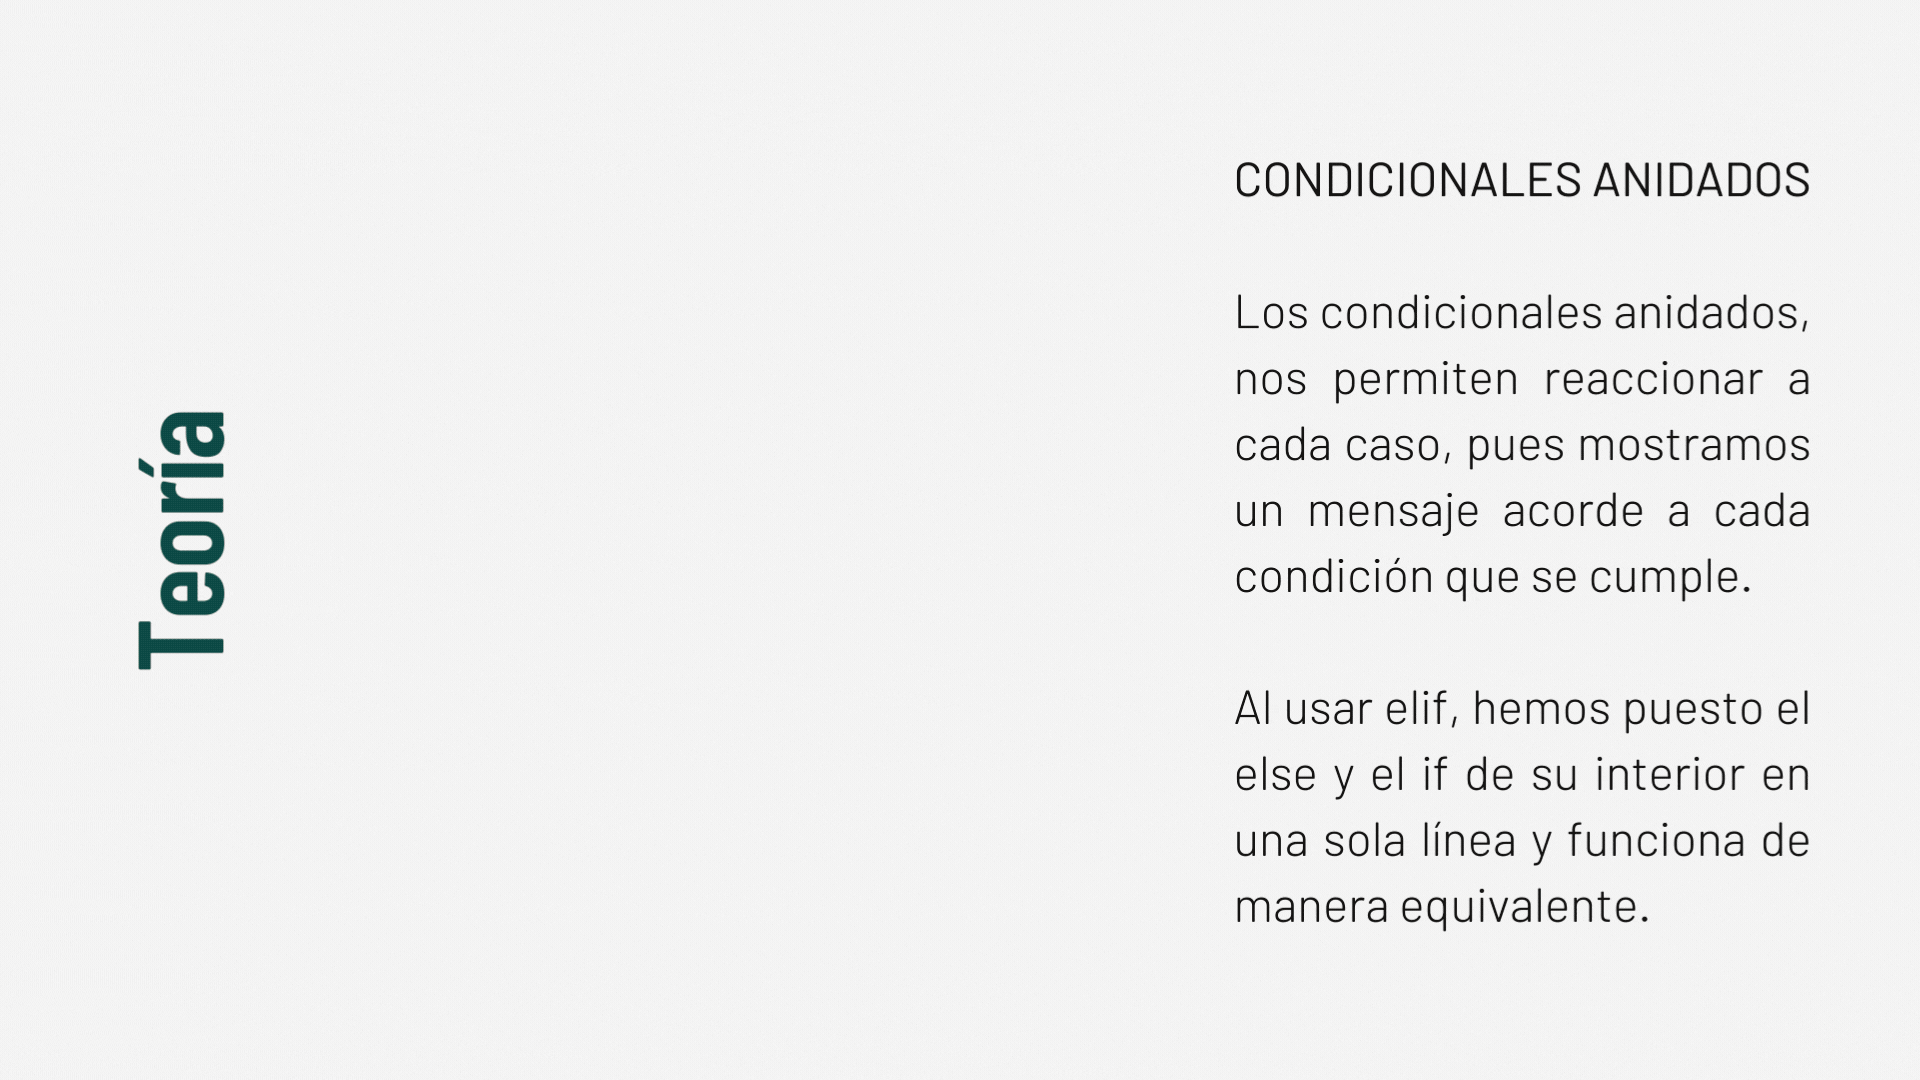 Teoría
CONDICIONALES ANIDADOS
Los condicionales anidados,
nos permiten reaccionar a
cada caso, pues mostramos
un mensaje acorde a cada
condición que se cumple.
Al usar elif, hemos puesto el
else y el if de su interior en
una sola línea y funciona de
manera equivalente.